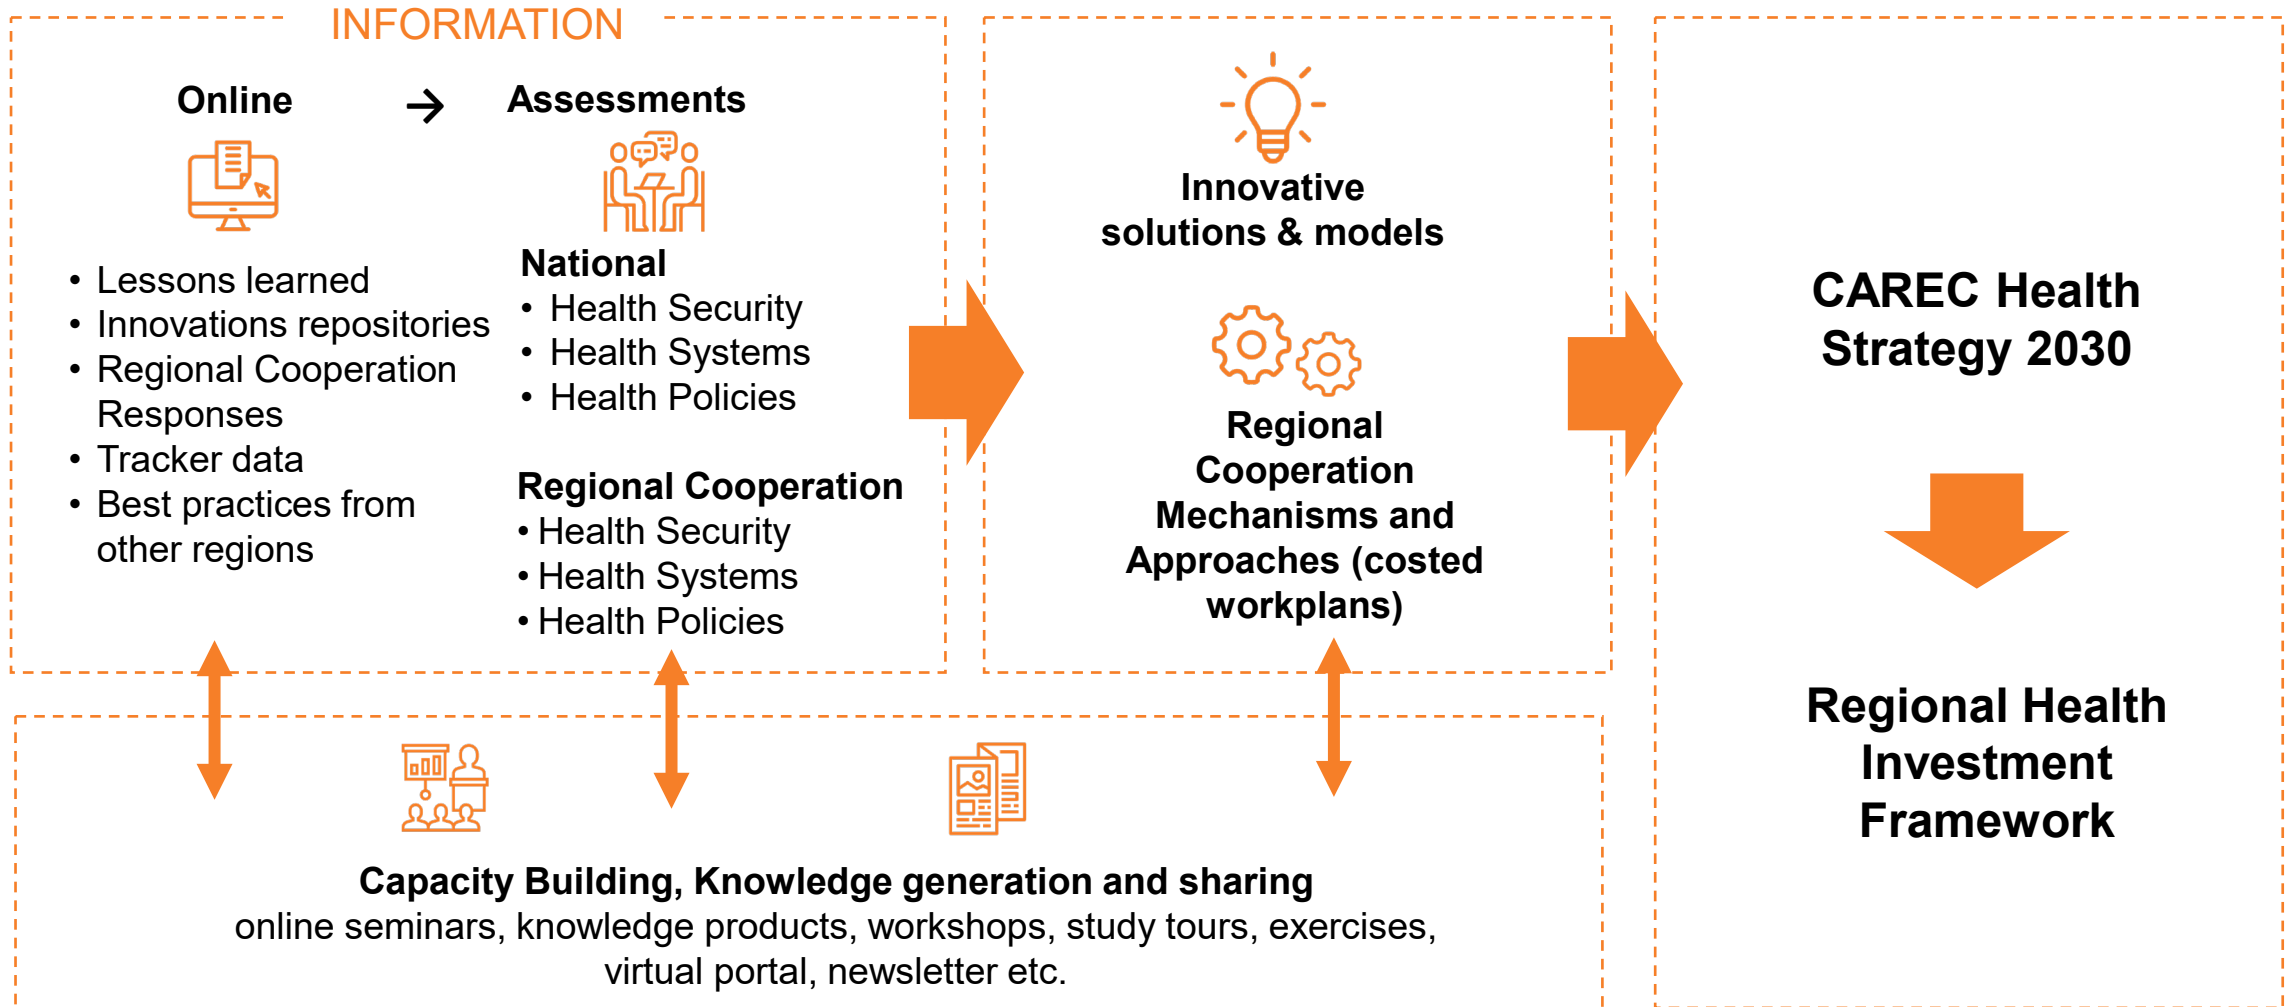 INFORMATION
Online → Assessments
• Lessons learned
• Innovations repositories
• Regional Cooperation
Responses
• Tracker data
• Best practices from
other regions
National
• Health Security
• Health Systems
• Health Policies
Regional Cooperation
• Health Security
• Health Systems
• Health Policies
Innovative
solutions & models
Regional
Cooperation
Mechanisms and
Approaches (costed
workplans)
CAREC Health
Strategy 2030
Regional Health
Investment
Framework
Capacity Building, Knowledge generation and sharing
online seminars, knowledge products, workshops, study tours, exercises,
virtual portal, newsletter etc.